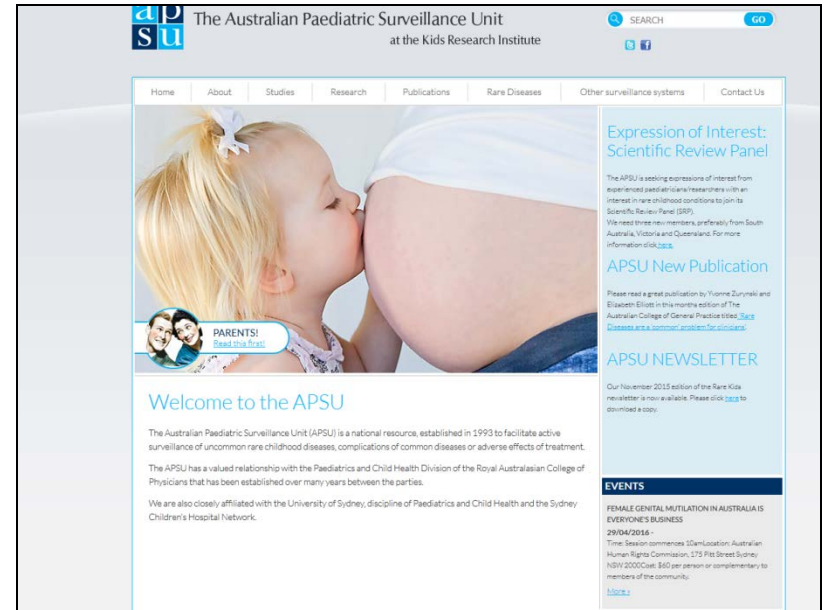 apsu
The Australian Paediatric Surveillance Unit
at the Kids Research Institute
SEARCH
GO
Home
About
Studies
Research
Publications
Rare Diseases
Other surveillance systems
Contact Us
PARENTS!
Read this first!
Welcome to the APSU
The Australian Paediatric Surveillance Unit (APSU) is a national resource, established in 1993 to facilitate active
surveillance of uncommon rare childhood diseases, complications of common diseases or adverse effects of treatment.
The APSU has a valued relationship with the Paediatrics and Child Health Division of the Royal Australasian College of
Physicians that has been established over many years between the parties.
We are also closely affiliated with the University of Sydney, discipline of Paediatrics and Child Health and the Sydney
Children's Hospital Network.
Expression of Interest:
Scientific Review Panel
The APSU is seeking expressions of interest from
experienced paediatricians/researchers with an
interest in rare childhood conditions to join its
Scientific Review Panel (SRP).
We need three new members, preferably from South
Australia, Victoria and Queensland. For more
information click here.
APSU New Publication
Please read a great publication by Yvonne Zurynski and
Elizabeth Elliott in this months edition of The
Australian College of General Practice titled 'Rare
Diseases are a 'common' problem for clinicians'.
APSU NEWSLETTER
Our November 2015 edition of the Rare Kids
newsletter is now available. Please click here to
download a copy.
EVENTS
FEMALE GENITAL MUTILATION IN AUSTRALIA IS
EVERYONE'S BUSINESS
29/04/2016 -
Time: Session commences 10amLocation: Australian
Human Rights Commission, 175 Pitt Street Sydney
NSW 2000Cost: $60 per person or complementary to
members of the community.
More »